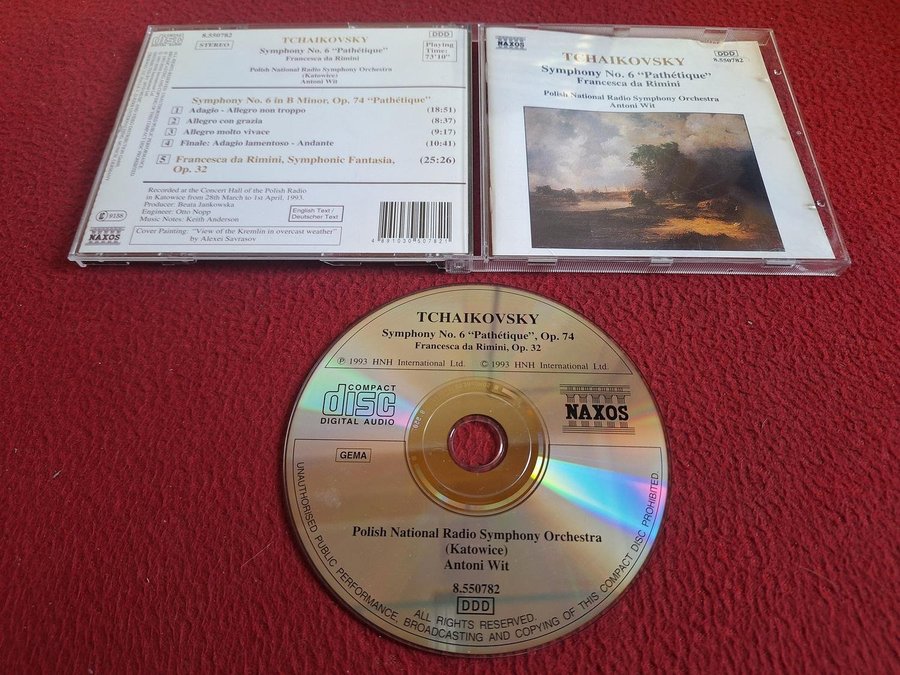 8.550782
DDD
STEREO
TCHAIKOVSKY
Symphony No. 6 “Pathétique”
Francesca da Rimini
Polish National Radio Symphony Orchestra
(Katowice)
Antoni Wit
Playing
Time:
73'10"
Symphony No. 6 in B Minor, Op. 74 “Pathétique”
1 Adagio - Allegro non troppo (18:51)
2 Allegro con grazia (8:37)
3 Allegro molto vivace (9:17)
4 Finale: Adagio lamentoso - Andante (10:41)
5 Francesca da Rimini, Symphonic Fantasia, (25:26)
Op. 32
Recorded at the Concert Hall of the Polish Radio
in Katowice from 28th March to 1st April, 1993.
Producer: Beata Jankowska
Engineer: Otto Nopp
Music Notes: Keith Anderson
English Text /
Deutscher Text
9158
NAXOS
Cover Painting: "View of the Kremlin in overcast weather"
by Alexei Savrasov
4 891030 507821
NAXOS
DDD
8.550782
TCHAIKOVSKY
Symphony No. 6 “Pathétique”
Francesca da Rimini
Polish National Radio Symphony Orchestra
Antoni Wit
TCHAIKOVSKY
Symphony No. 6 “Pathétique”, Op. 74
Francesca da Rimini, Op. 32
℗ 1993 HNH International Ltd. © 1993 HNH International Ltd.
COMPACT
disc
DIGITAL AUDIO
NAXOS
GEMA
Polish National Radio Symphony Orchestra
(Katowice)
Antoni Wit
8.550782
DDD
ALL RIGHTS RESERVED.
UNAUTHORISED PUBLIC PERFORMANCE, BROADCASTING AND COPYING OF THIS COMPACT DISC PROHIBITED.